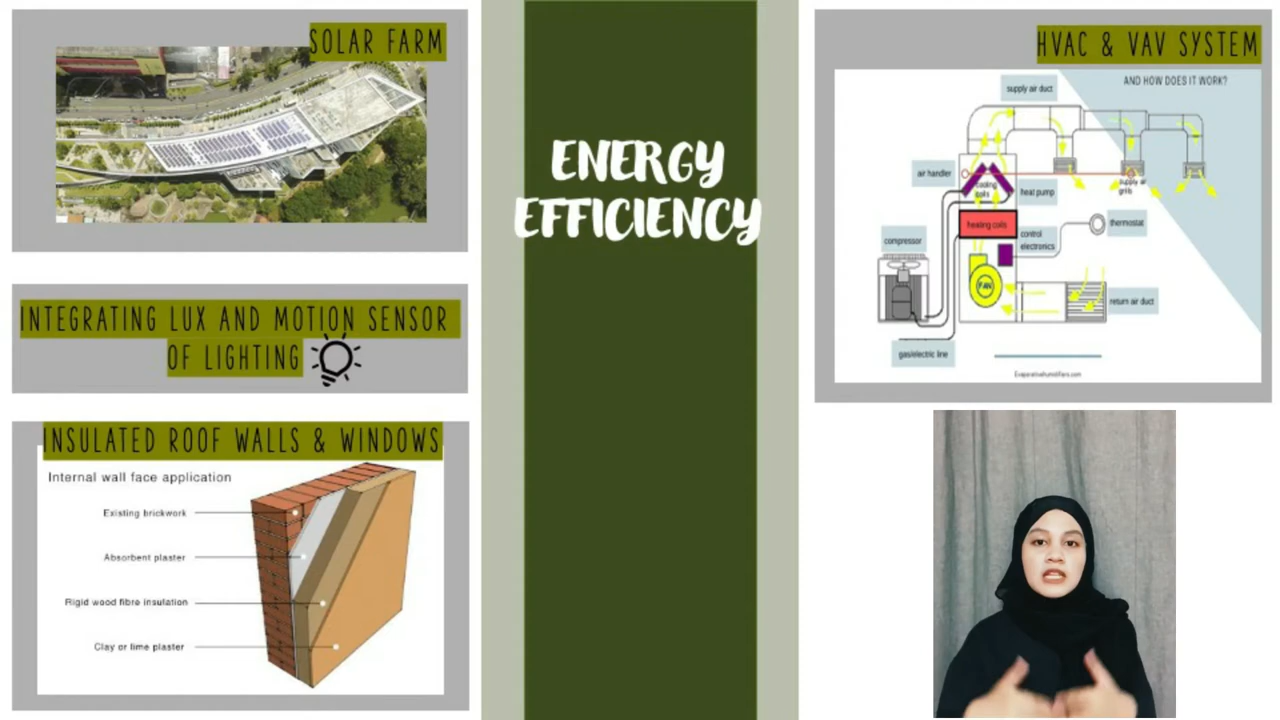 SOLAR FARM
INTEGRATING LUX AND MOTION SENSOR
OF LIGHTING
INSULATED ROOF WALLS & WINDOWS
Internal wall face application
Existing brickwork
Absorbent plaster
Rigid wood fibre insulation
Clay or lime plaster
ENERGY
EFFICIENCY
HVAC & VAV SYSTEM
AND HOW DOES IT WORK?
supply air duct
air handler
cooling
coils
heat pump
supply air
grills
heating coils
control
electronics
thermostat
compressor
FAN
return air duct
gas/electric line
Evaporativehumidifiers.com